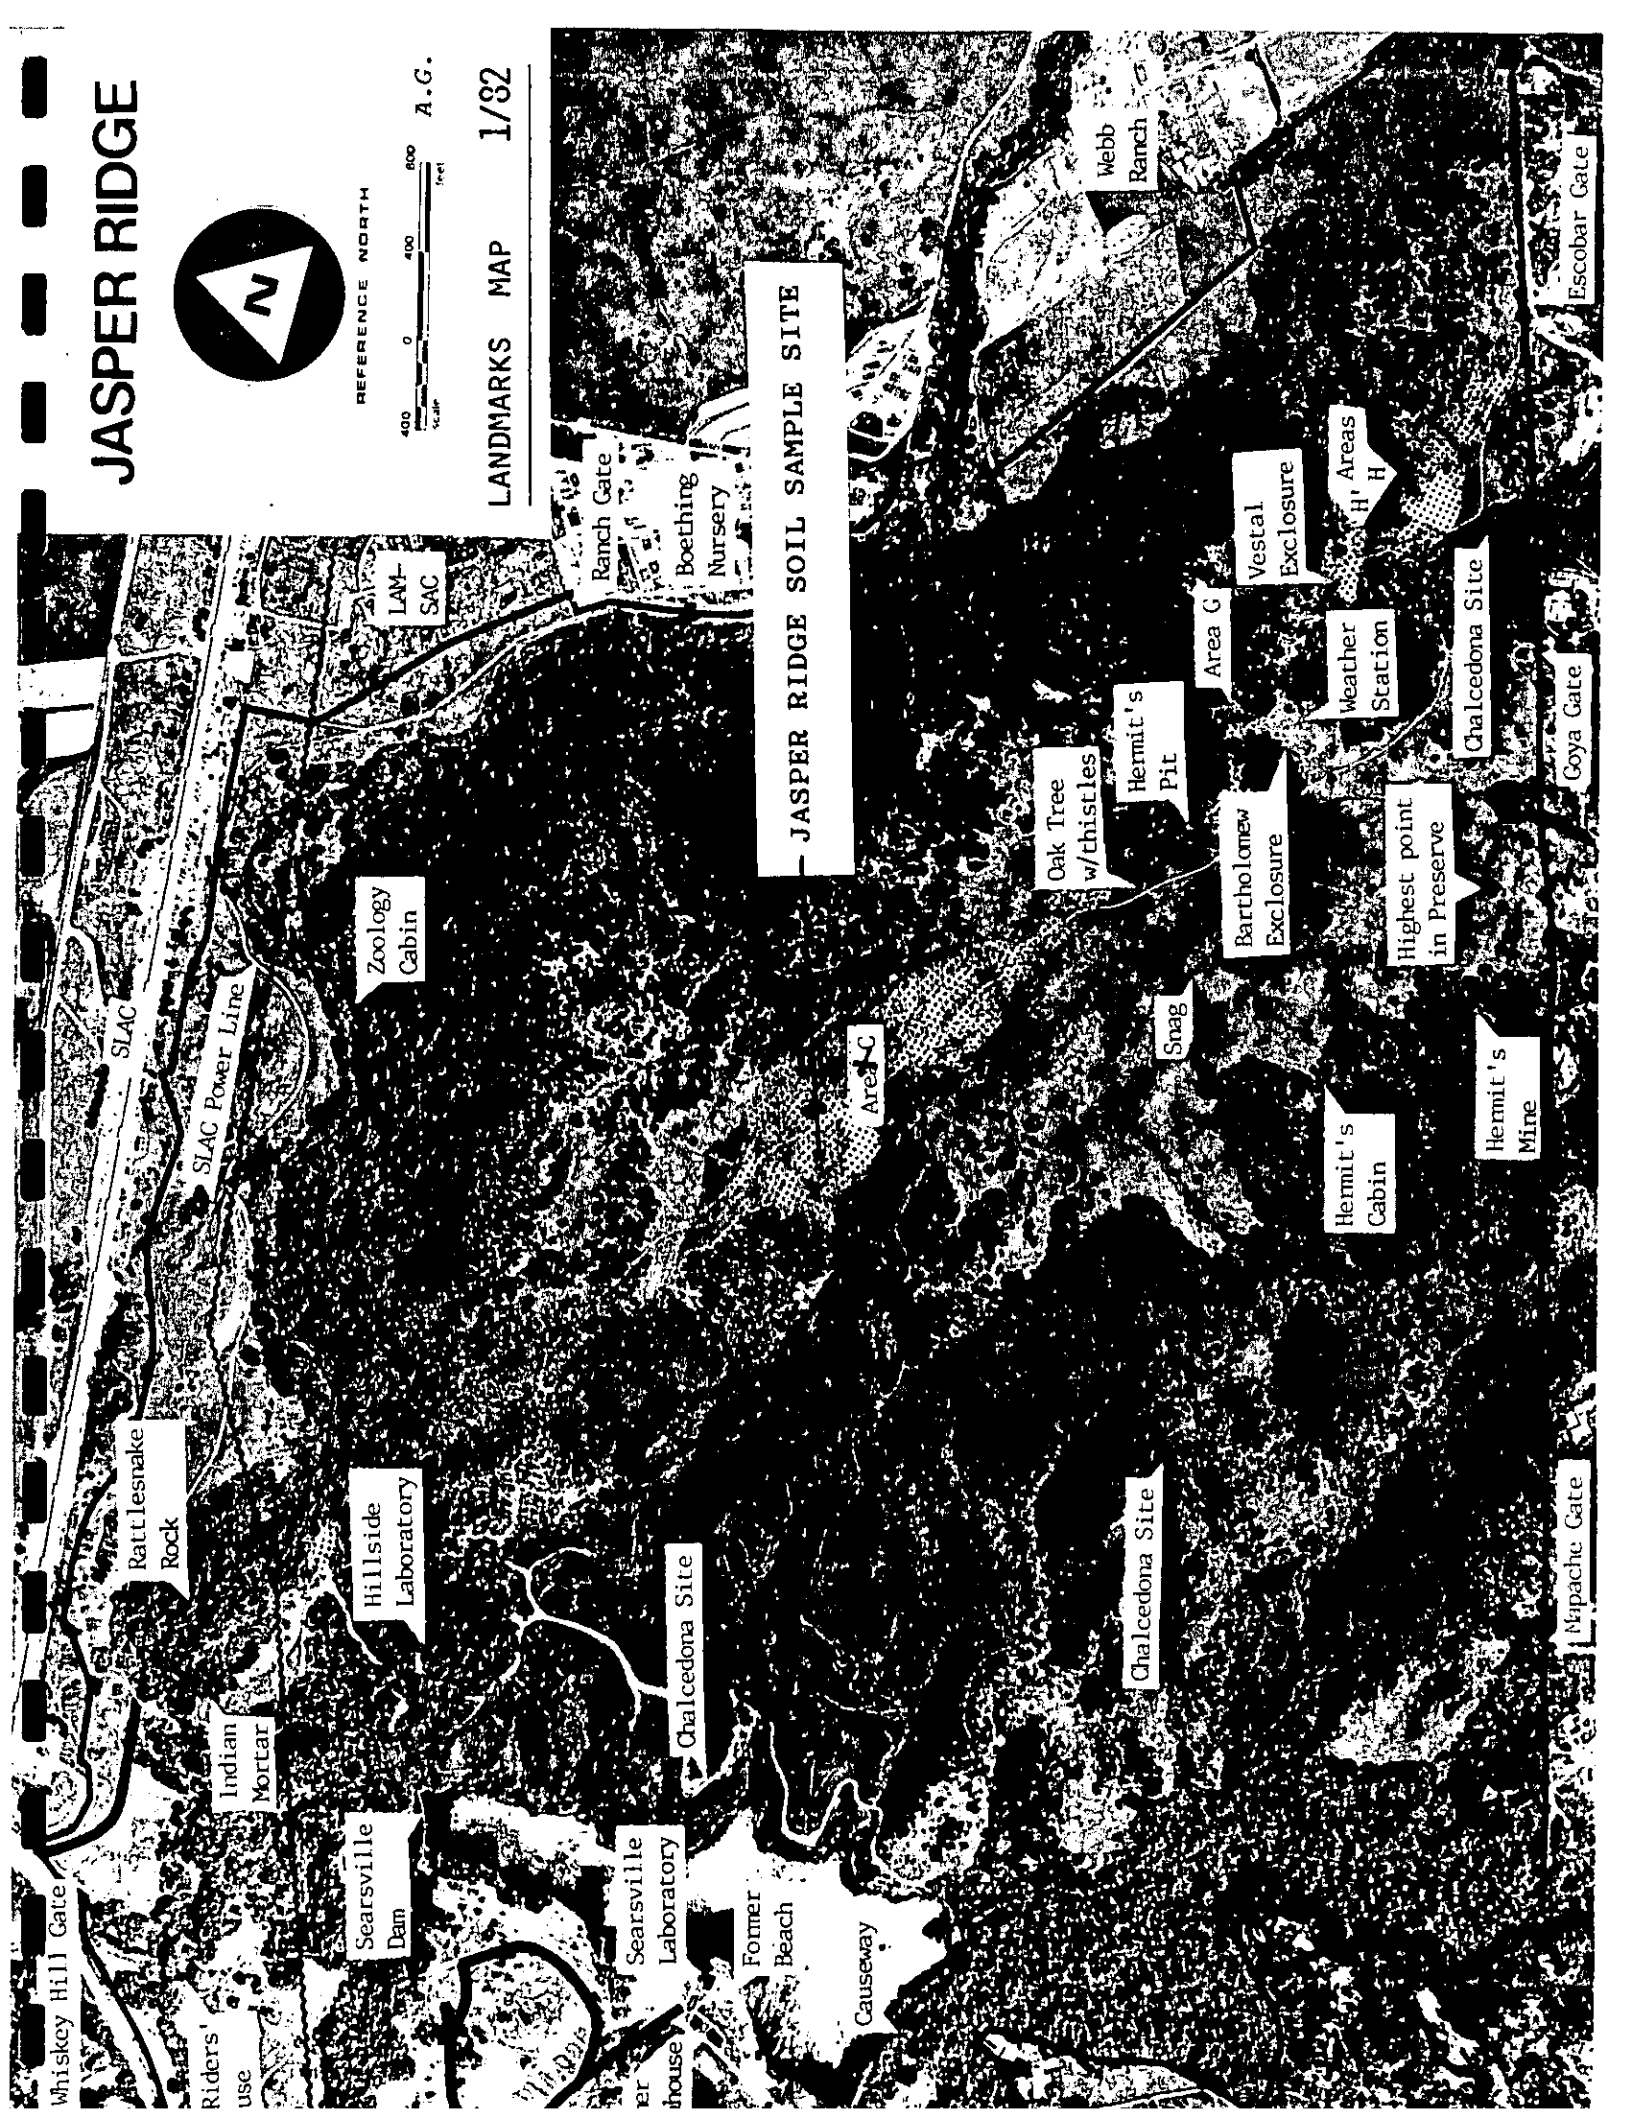 JASPER RIDGE
N
REFERENCE NORTH
400 0 400 800
scale feet
A.G.
LANDMARKS MAP 1/82
Whiskey Hill Gate
Riders'
use
Indian
Mortar
Rattlesnake
Rock
SLAC Power Line
SLAC
LAM-
SAC
Searsville
Dam
Hillside
Laboratory
Zoology
Cabin
Ranch Gate
Boething
Nursery
Searsville
Laboratory
er
house
Former
Beach
Causeway
Chalcedona Site
JASPER RIDGE SOIL SAMPLE SITE
Area C
Webb
Ranch
Oak Tree
w/thistles
Hermit's
Pit
Snag
Area G
Chalcedona Site
Bartholomew
Exclosure
Vestal
Exclosure
Weather
Station
H' Areas
H
Hermit's
Cabin
Highest point
in Preserve
Chalcedona Site
Hermit's
Mine
Mapache Gate
Goya Gate
Escobar Gate